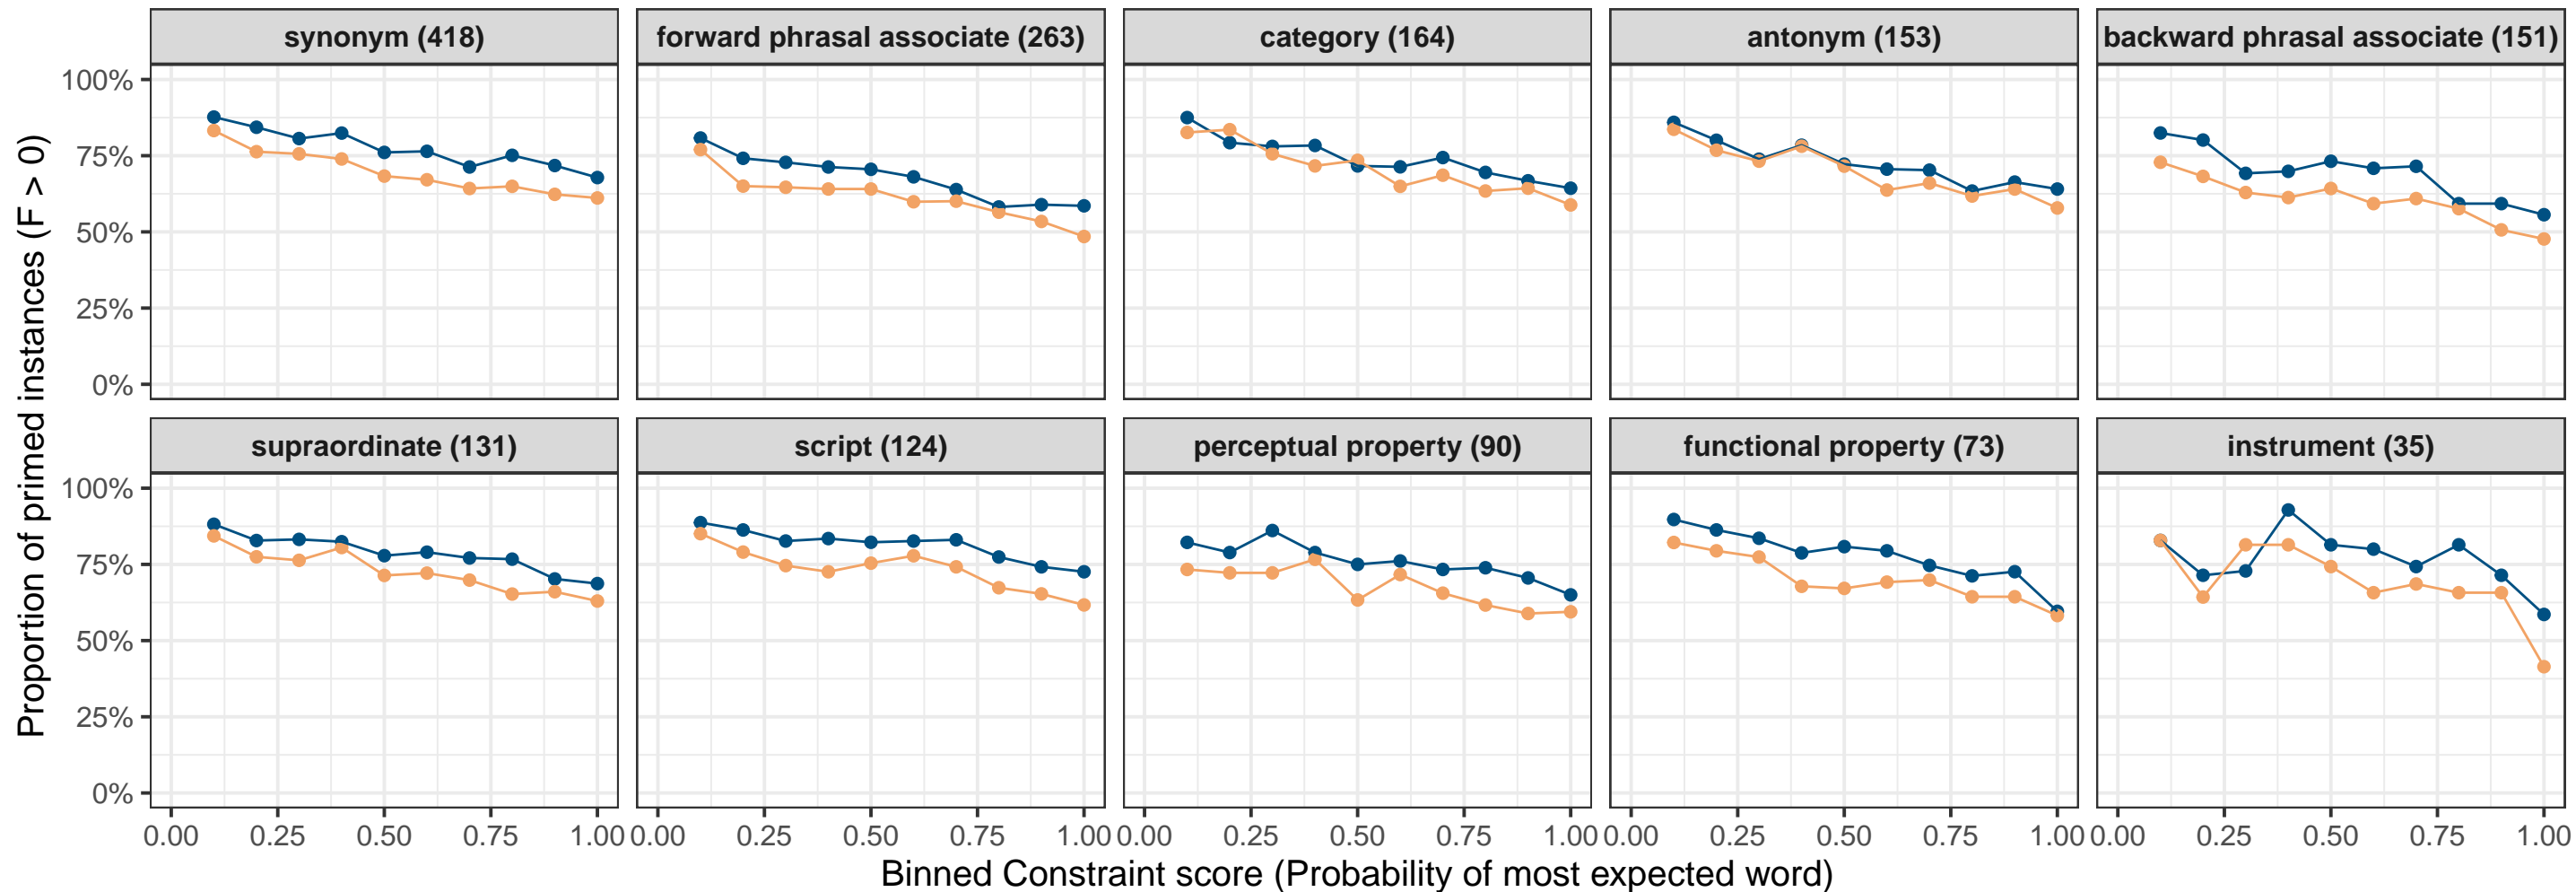 synonym (418)
forward phrasal associate (263)
category (164)
antonym (153)
backward phrasal associate (151)
100%
75%
50%
25%
0%
supraordinate (131)
script (124)
perceptual property (90)
functional property (73)
instrument (35)
100%
75%
50%
25%
0%
0.00 0.25 0.50 0.75 1.00
0.00 0.25 0.50 0.75 1.00
0.00 0.25 0.50 0.75 1.00
0.00 0.25 0.50 0.75 1.00
0.00 0.25 0.50 0.75 1.00
Binned Constraint score (Probability of most expected word)
Proportion of primed instances (F > 0)